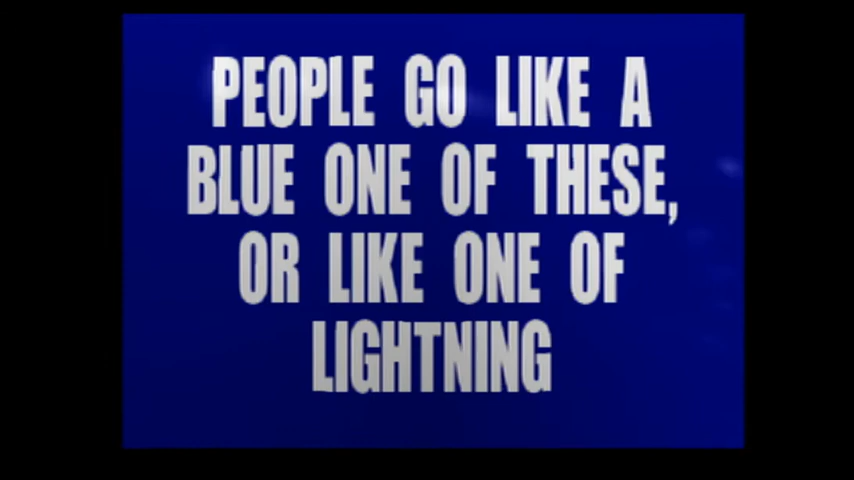 PEOPLE GO LIKE A
BLUE ONE OF THESE,
OR LIKE ONE OF
LIGHTNING